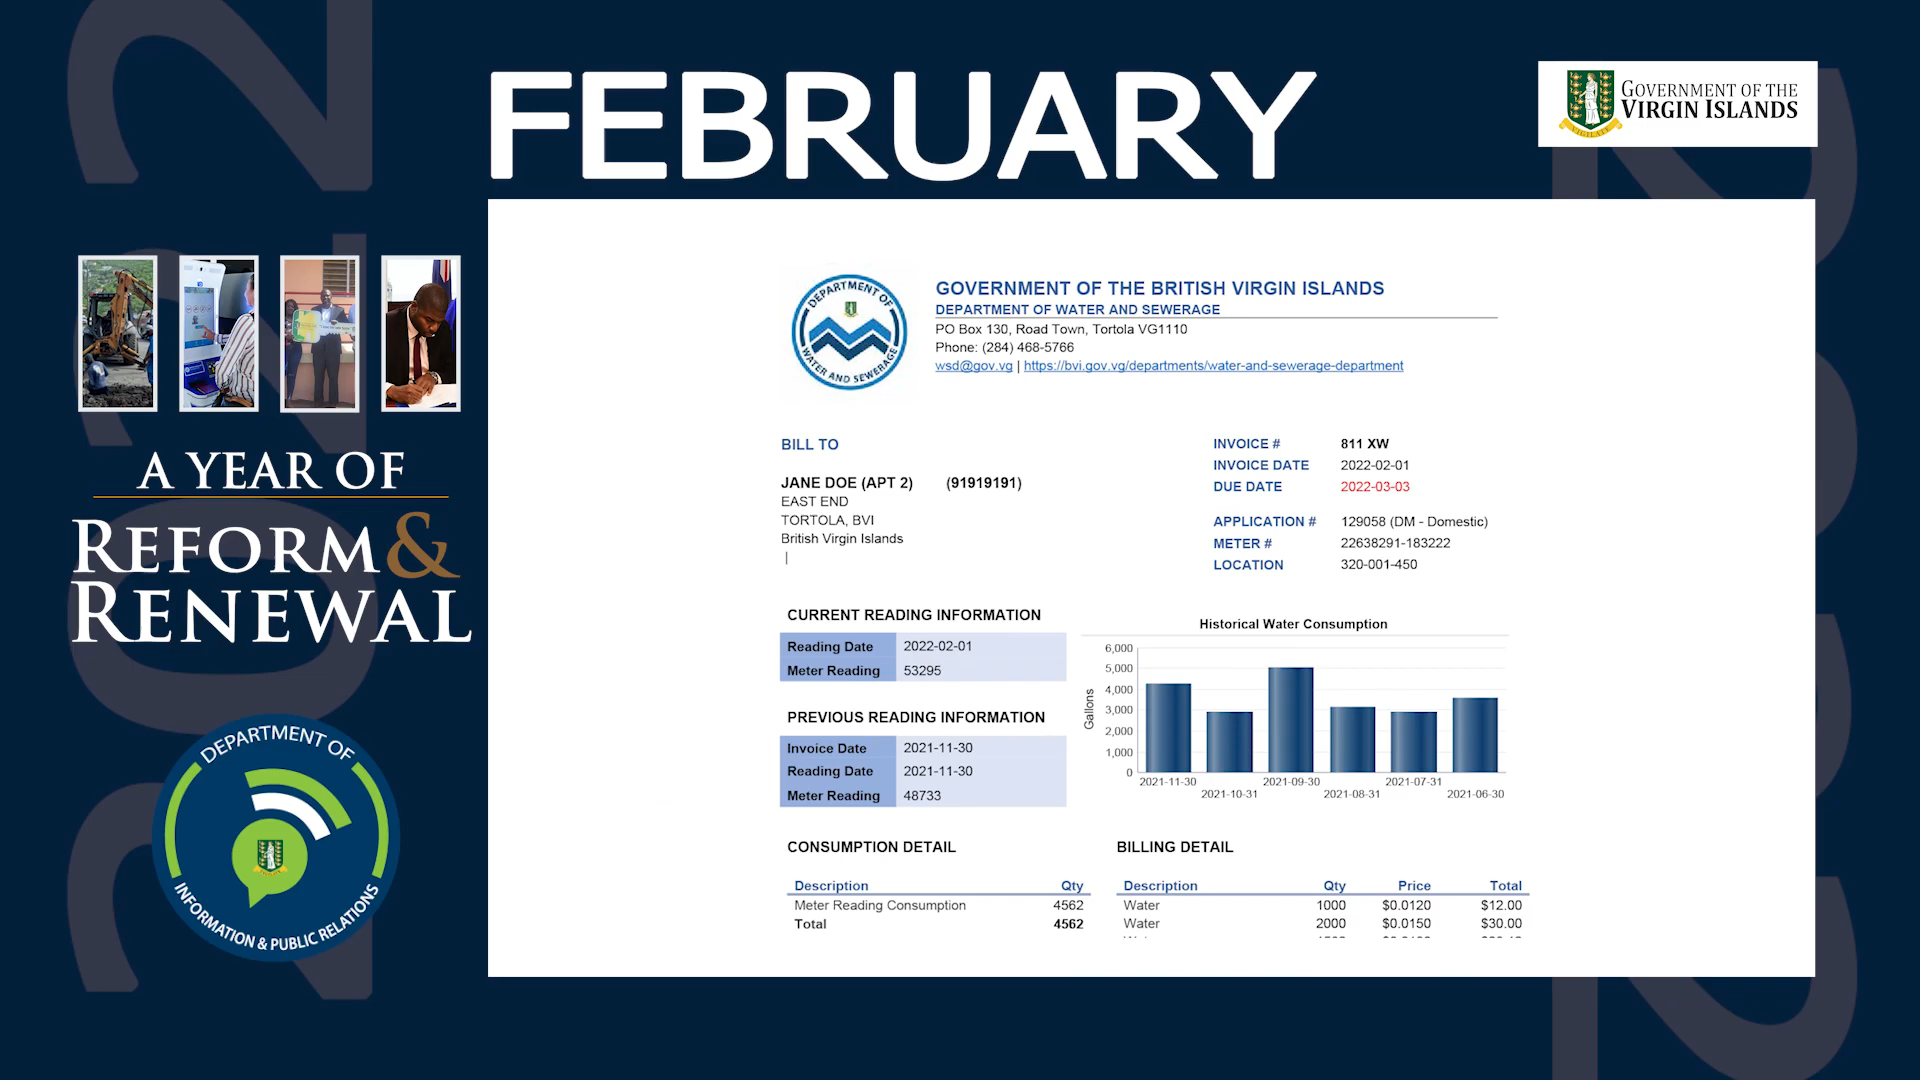 FEBRUARY
GOVERNMENT OF THE
VIRGIN ISLANDS
VIGILATE
A YEAR OF
REFORM &
RENEWAL
DEPARTMENT OF
INFORMATION & PUBLIC RELATIONS
2022
DEPARTMENT OF
WATER AND SEWERAGE
GOVERNMENT OF THE BRITISH VIRGIN ISLANDS
DEPARTMENT OF WATER AND SEWERAGE
PO Box 130, Road Town, Tortola VG1110
Phone: (284) 468-5766
wsd@gov.vg | https://bvi.gov.vg/departments/water-and-sewerage-department
BILL TO
JANE DOE (APT 2) (91919191)
EAST END
TORTOLA, BVI
British Virgin Islands
|
INVOICE # 811 XW
INVOICE DATE 2022-02-01
DUE DATE 2022-03-03
APPLICATION # 129058 (DM - Domestic)
METER # 22638291-183222
LOCATION 320-001-450
CURRENT READING INFORMATION
Reading Date 2022-02-01
Meter Reading 53295
PREVIOUS READING INFORMATION
Invoice Date 2021-11-30
Reading Date 2021-11-30
Meter Reading 48733
Historical Water Consumption
Gallons
6,000
5,000
4,000
3,000
2,000
1,000
0
2021-11-30
2021-10-31
2021-09-30
2021-08-31
2021-07-31
2021-06-30
CONSUMPTION DETAIL
Description Qty
Meter Reading Consumption 4562
Total 4562
BILLING DETAIL
Description Qty Price Total
Water 1000 $0.0120 $12.00
Water 2000 $0.0150 $30.00